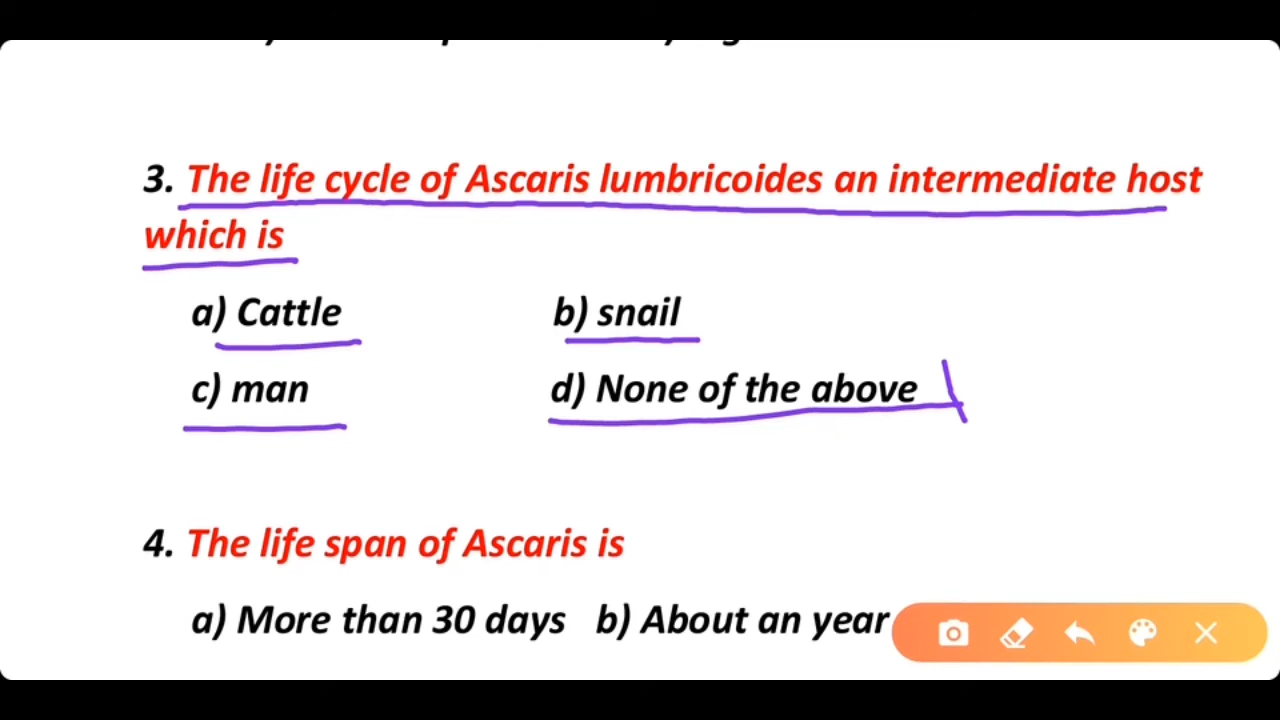 3. The life cycle of Ascaris lumbricoides an intermediate host
which is
a) Cattle b) snail
c) man d) None of the above
4. The life span of Ascaris is
a) More than 30 days b) About an year